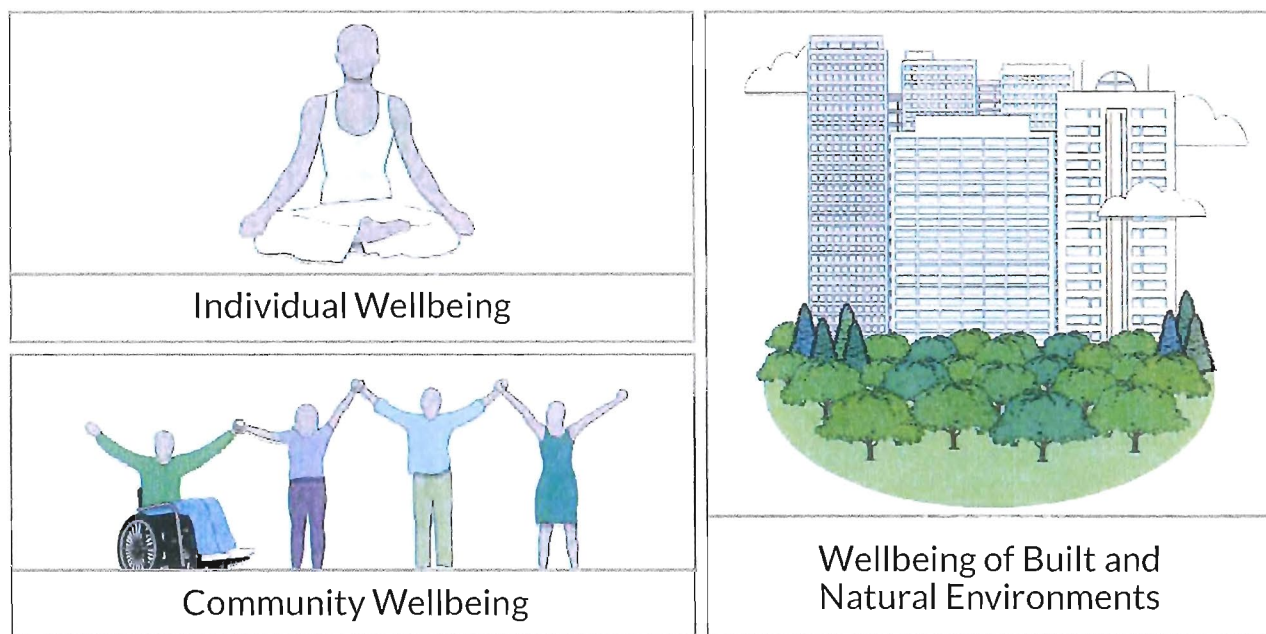 Individual Wellbeing
Community Wellbeing
Wellbeing of Built and
Natural Environments